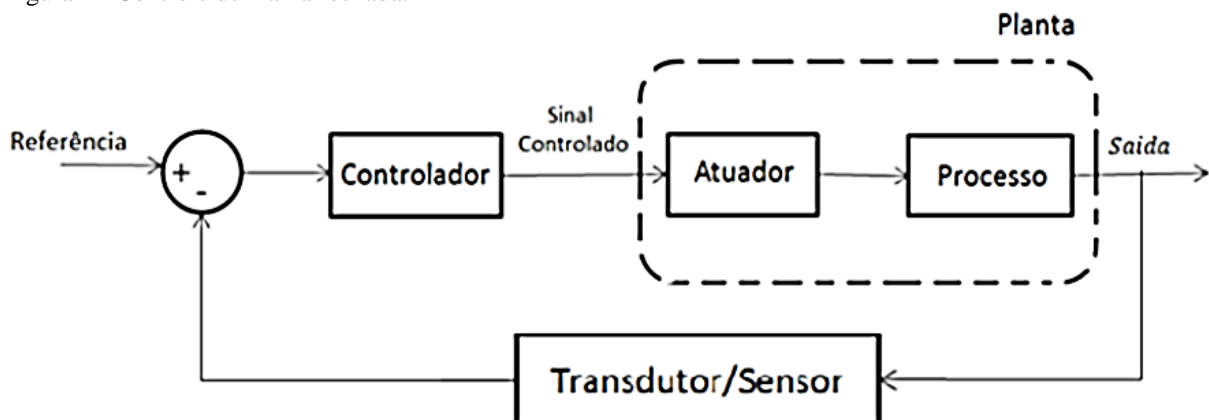 Planta
Referência
+
-
Controlador
Sinal
Controlado
Atuador
Processo
Saida
Transdutor/Sensor